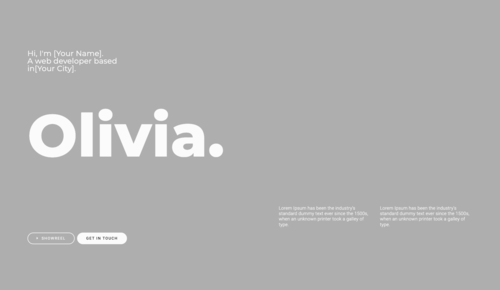 Hi, I'm [Your Name].
A web developer based
in[Your City].
Olivia.
Lorem Ipsum has been the industry's
standard dummy text ever since the 1500s,
when an unknown printer took a galley of
type
Lorem Ipsum has been the industry's
standard dummy text ever since the 1500s,
when an unknown printer took a galley of
type
SHOWREEL
GET IN TOUCH